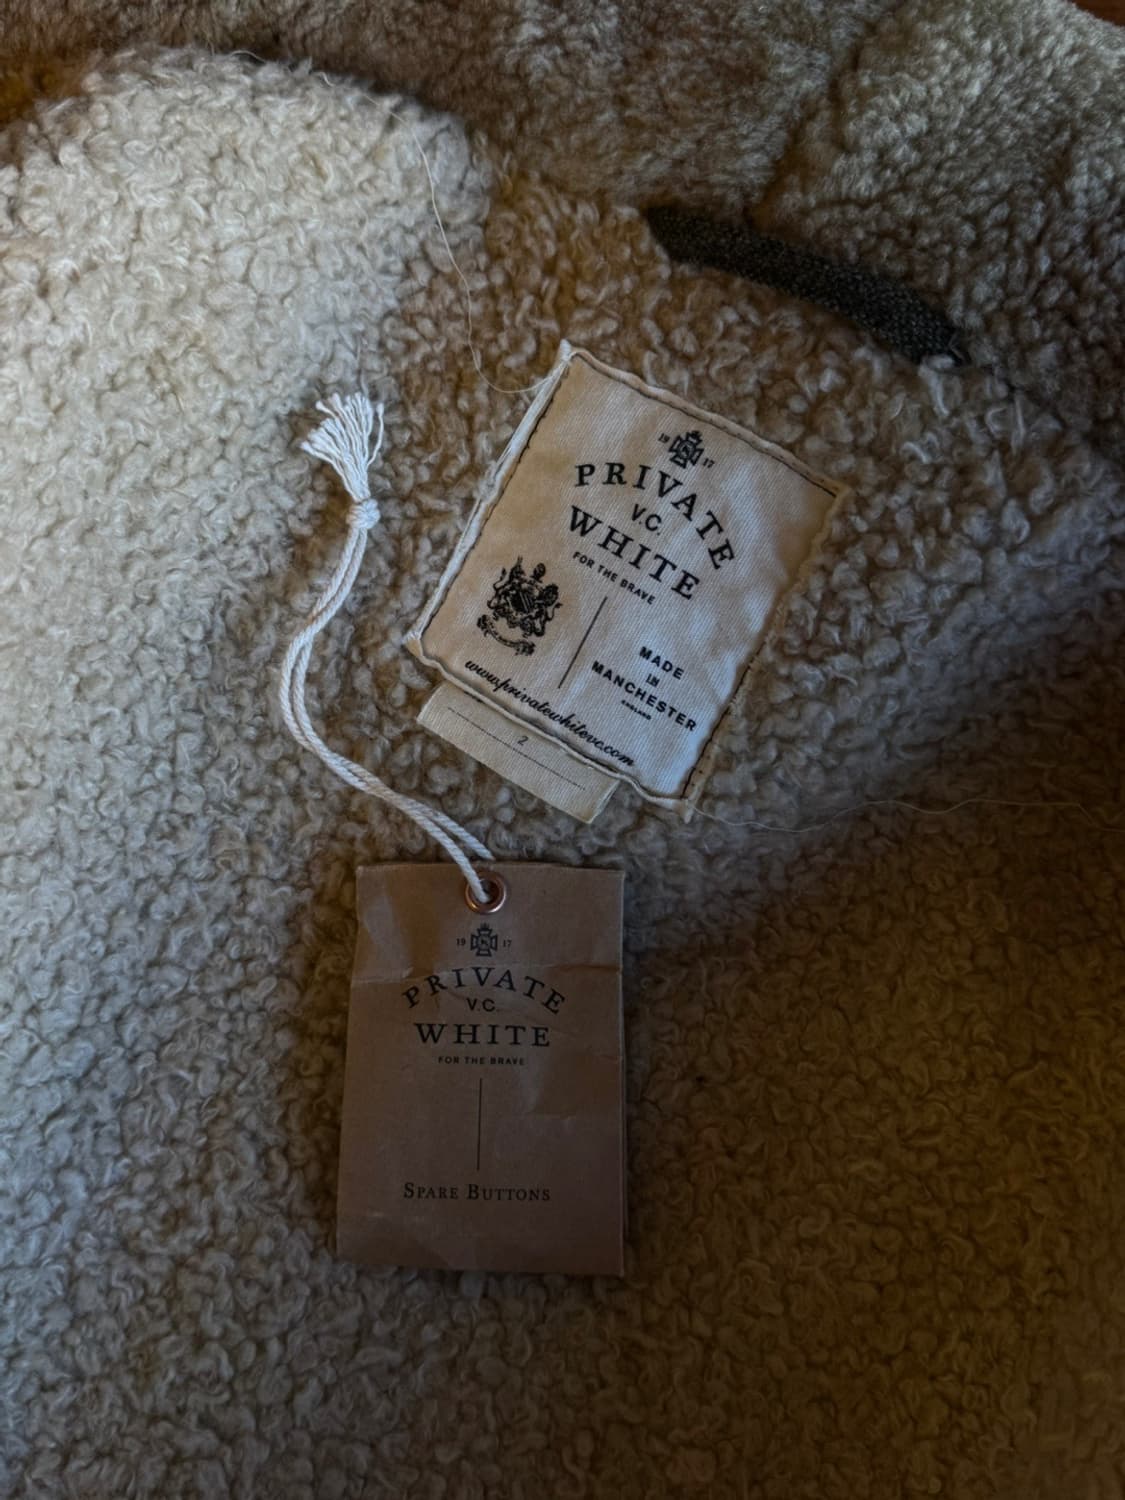 19 17
PRIVATE
V.C.
WHITE
FOR THE BRAVE
MADE
IN
MANCHESTER
ENGLAND
www.privatewhitevc.com
2
19 17
PRIVATE
V.C.
WHITE
FOR THE BRAVE
SPARE BUTTONS